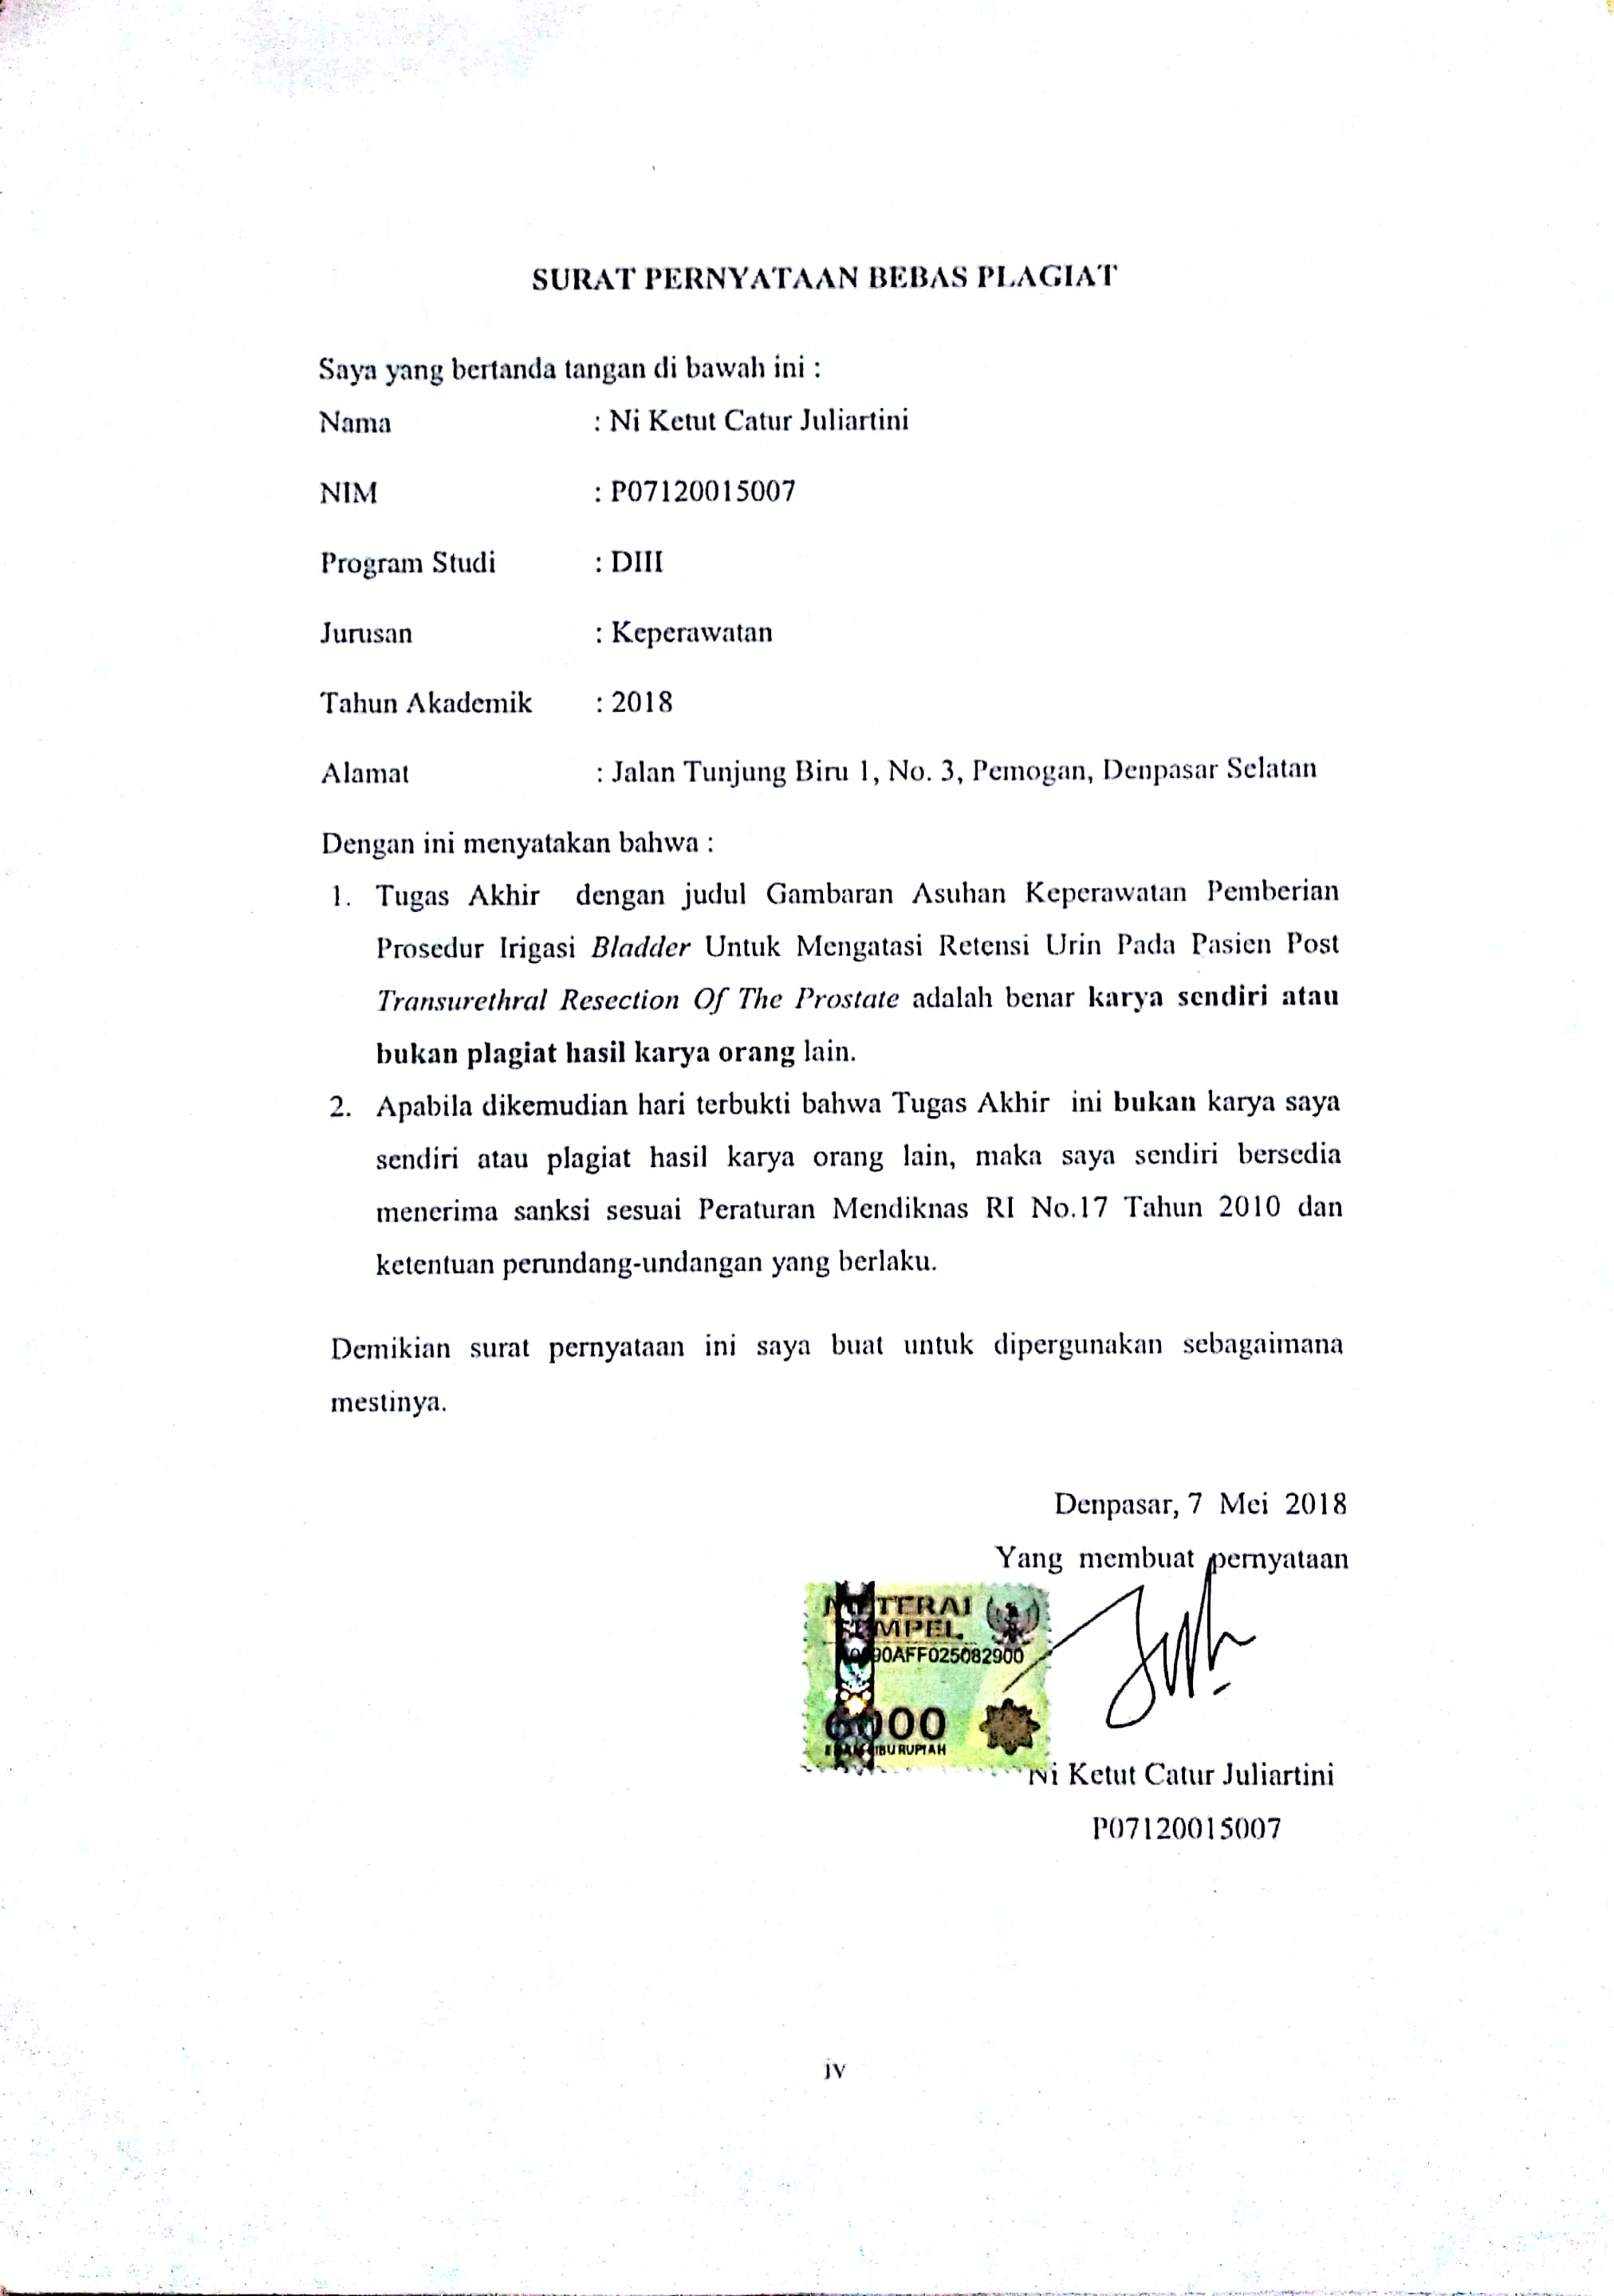 SURAT PERNYATAAN BEBAS PLAGIAT
Saya yang bertanda tangan di bawah ini :
Nama : Ni Ketut Catur Juliartini
NIM : P07120015007
Program Studi : DIII
Jurusan : Keperawatan
Tahun Akademik : 2018
Alamat : Jalan Tunjung Biru 1, No. 3, Pemogan, Denpasar Selatan
Dengan ini menyatakan bahwa :
1. Tugas Akhir dengan judul Gambaran Asuhan Keperawatan Pemberian
Prosedur Irigasi Bladder Untuk Mengatasi Retensi Urin Pada Pasien Post
Transurethral Resection Of The Prostate adalah benar karya sendiri atau
bukan plagiat hasil karya orang lain.
2. Apabila dikemudian hari terbukti bahwa Tugas Akhir ini bukan karya saya
sendiri atau plagiat hasil karya orang lain, maka saya sendiri bersedia
menerima sanksi sesuai Peraturan Mendiknas RI No.17 Tahun 2010 dan
ketentuan perundang-undangan yang berlaku.
Demikian surat pernyataan ini saya buat untuk dipergunakan sebagaimana
mestinya.
Denpasar, 7 Mei 2018
Yang membuat pernyataan
METERAI
TEMPEL
90AFF025082900
6000
RIBU RUPIAH
Ni Ketut Catur Juliartini
P07120015007
iv